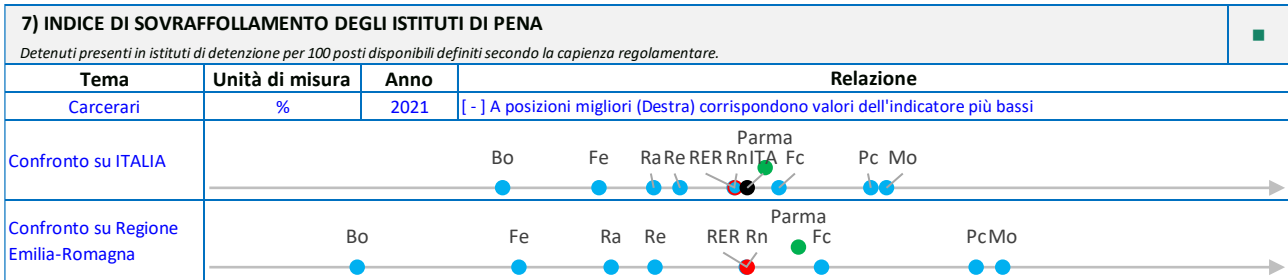 7) INDICE DI SOVRAFFOLLAMENTO DEGLI ISTITUTI DI PENA
Detenuti presenti in istituti di detenzione per 100 posti disponibili definiti secondo la capienza regolamentare.
Tema Unità di misura Anno Relazione
Carcerari % 2021 [ - ] A posizioni migliori (Destra) corrispondono valori dell'indicatore più bassi
Parma
Confronto su ITALIA Bo Fe Ra Re RER Rn ITA Fc Pc Mo
Parma
Confronto su Regione
Emilia-Romagna Bo Fe Ra Re RER Rn Fc Pc Mo